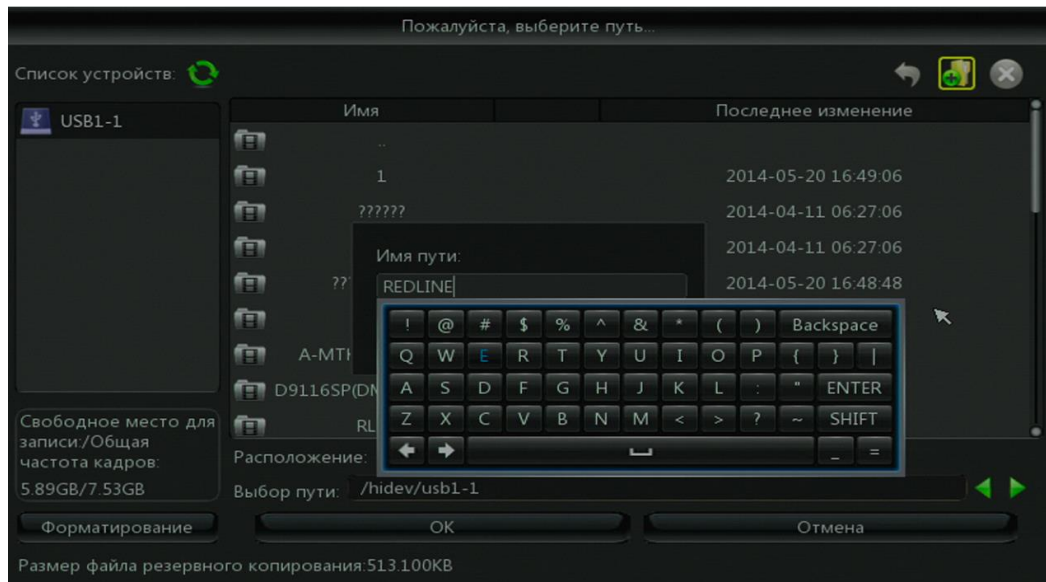 Пожалуйста, выберите путь...
Список устройств:
USB1-1
Имя Последнее изменение
..
1 2014-05-20 16:49:06
?????? 2014-04-11 06:27:06
2014-04-11 06:27:06
2014-05-20 16:48:48
Имя пути:
REDLINE
! @ # $ % ^ & * ( ) Backspace
Q W E R T Y U I O P { } |
A S D F G H J K L : " ENTER
Z X C V B N M < > ? ~ SHIFT
_ =
D9116SP(DM
RL
Свободное место для
записи:/Общая
частота кадров:
5.89GB/7.53GB
Расположение:
Выбор пути: /hidev/usb1-1
Форматирование OK Отмена
Размер файла резервного копирования:513.100KB